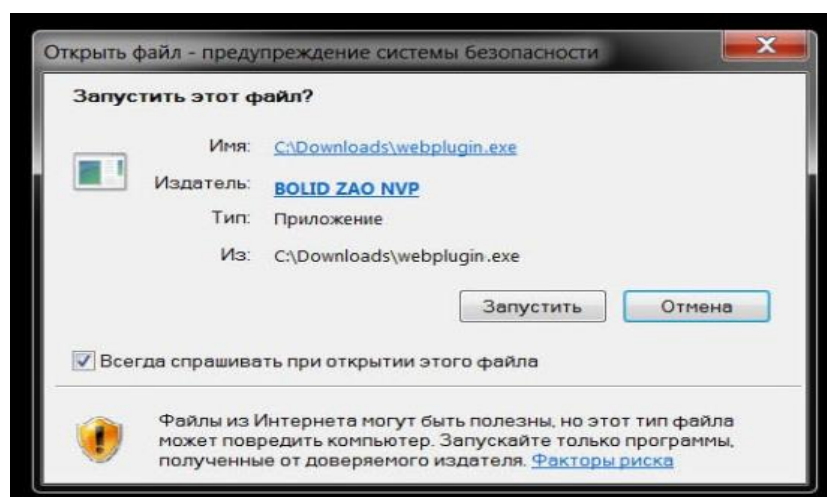 Открыть файл - предупреждение системы безопасности
Запустить этот файл?
Имя: C:\Downloads\webplugin.exe
Издатель: BOLID ZAO NVP
Тип: Приложение
Из: C:\Downloads\webplugin.exe
Запустить Отмена
Всегда спрашивать при открытии этого файла
Файлы из Интернета могут быть полезны, но этот тип файла
может повредить компьютер. Запускайте только программы,
полученные от доверяемого издателя. Факторы риска